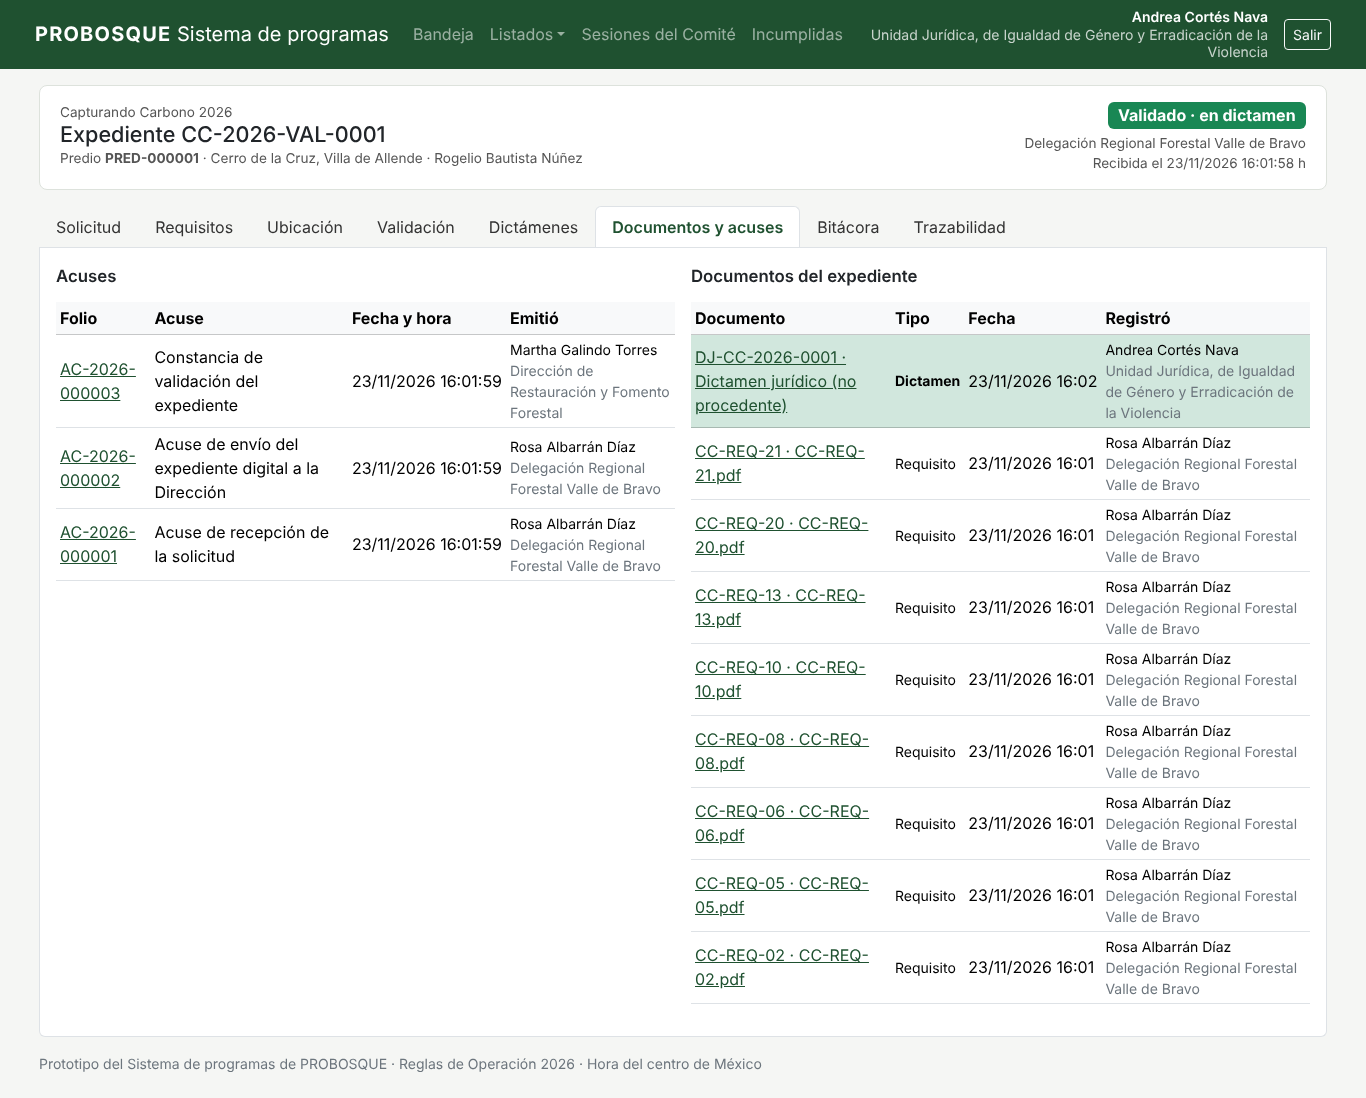 PROBOSQUE Sistema de programas
Bandeja
Listados
Sesiones del Comité
Incumplidas
Andrea Cortés Nava
Unidad Jurídica, de Igualdad de Género y Erradicación de la
Violencia
Salir
Capturando Carbono 2026
Expediente CC-2026-VAL-0001
Predio PRED-000001 · Cerro de la Cruz, Villa de Allende · Rogelio Bautista Núñez
Validado · en dictamen
Delegación Regional Forestal Valle de Bravo
Recibida el 23/11/2026 16:01:58 h
Solicitud
Requisitos
Ubicación
Validación
Dictámenes
Documentos y acuses
Bitácora
Trazabilidad
Acuses
Folio
Acuse
Fecha y hora
Emitió
AC-2026-
000003
Constancia de
validación del
expediente
23/11/2026 16:01:59
Martha Galindo Torres
Dirección de
Restauración y Fomento
Forestal
AC-2026-
000002
Acuse de envío del
expediente digital a la
Dirección
23/11/2026 16:01:59
Rosa Albarrán Díaz
Delegación Regional
Forestal Valle de Bravo
AC-2026-
000001
Acuse de recepción de
la solicitud
23/11/2026 16:01:59
Rosa Albarrán Díaz
Delegación Regional
Forestal Valle de Bravo
Documentos del expediente
Documento
Tipo
Fecha
Registró
DJ-CC-2026-0001 ·
Dictamen jurídico (no
procedente)
Dictamen
23/11/2026 16:02
Andrea Cortés Nava
Unidad Jurídica, de Igualdad
de Género y Erradicación de
la Violencia
CC-REQ-21 · CC-REQ-
21.pdf
Requisito
23/11/2026 16:01
Rosa Albarrán Díaz
Delegación Regional Forestal
Valle de Bravo
CC-REQ-20 · CC-REQ-
20.pdf
Requisito
23/11/2026 16:01
Rosa Albarrán Díaz
Delegación Regional Forestal
Valle de Bravo
CC-REQ-13 · CC-REQ-
13.pdf
Requisito
23/11/2026 16:01
Rosa Albarrán Díaz
Delegación Regional Forestal
Valle de Bravo
CC-REQ-10 · CC-REQ-
10.pdf
Requisito
23/11/2026 16:01
Rosa Albarrán Díaz
Delegación Regional Forestal
Valle de Bravo
CC-REQ-08 · CC-REQ-
08.pdf
Requisito
23/11/2026 16:01
Rosa Albarrán Díaz
Delegación Regional Forestal
Valle de Bravo
CC-REQ-06 · CC-REQ-
06.pdf
Requisito
23/11/2026 16:01
Rosa Albarrán Díaz
Delegación Regional Forestal
Valle de Bravo
CC-REQ-05 · CC-REQ-
05.pdf
Requisito
23/11/2026 16:01
Rosa Albarrán Díaz
Delegación Regional Forestal
Valle de Bravo
CC-REQ-02 · CC-REQ-
02.pdf
Requisito
23/11/2026 16:01
Rosa Albarrán Díaz
Delegación Regional Forestal
Valle de Bravo
Prototipo del Sistema de programas de PROBOSQUE · Reglas de Operación 2026 · Hora del centro de México